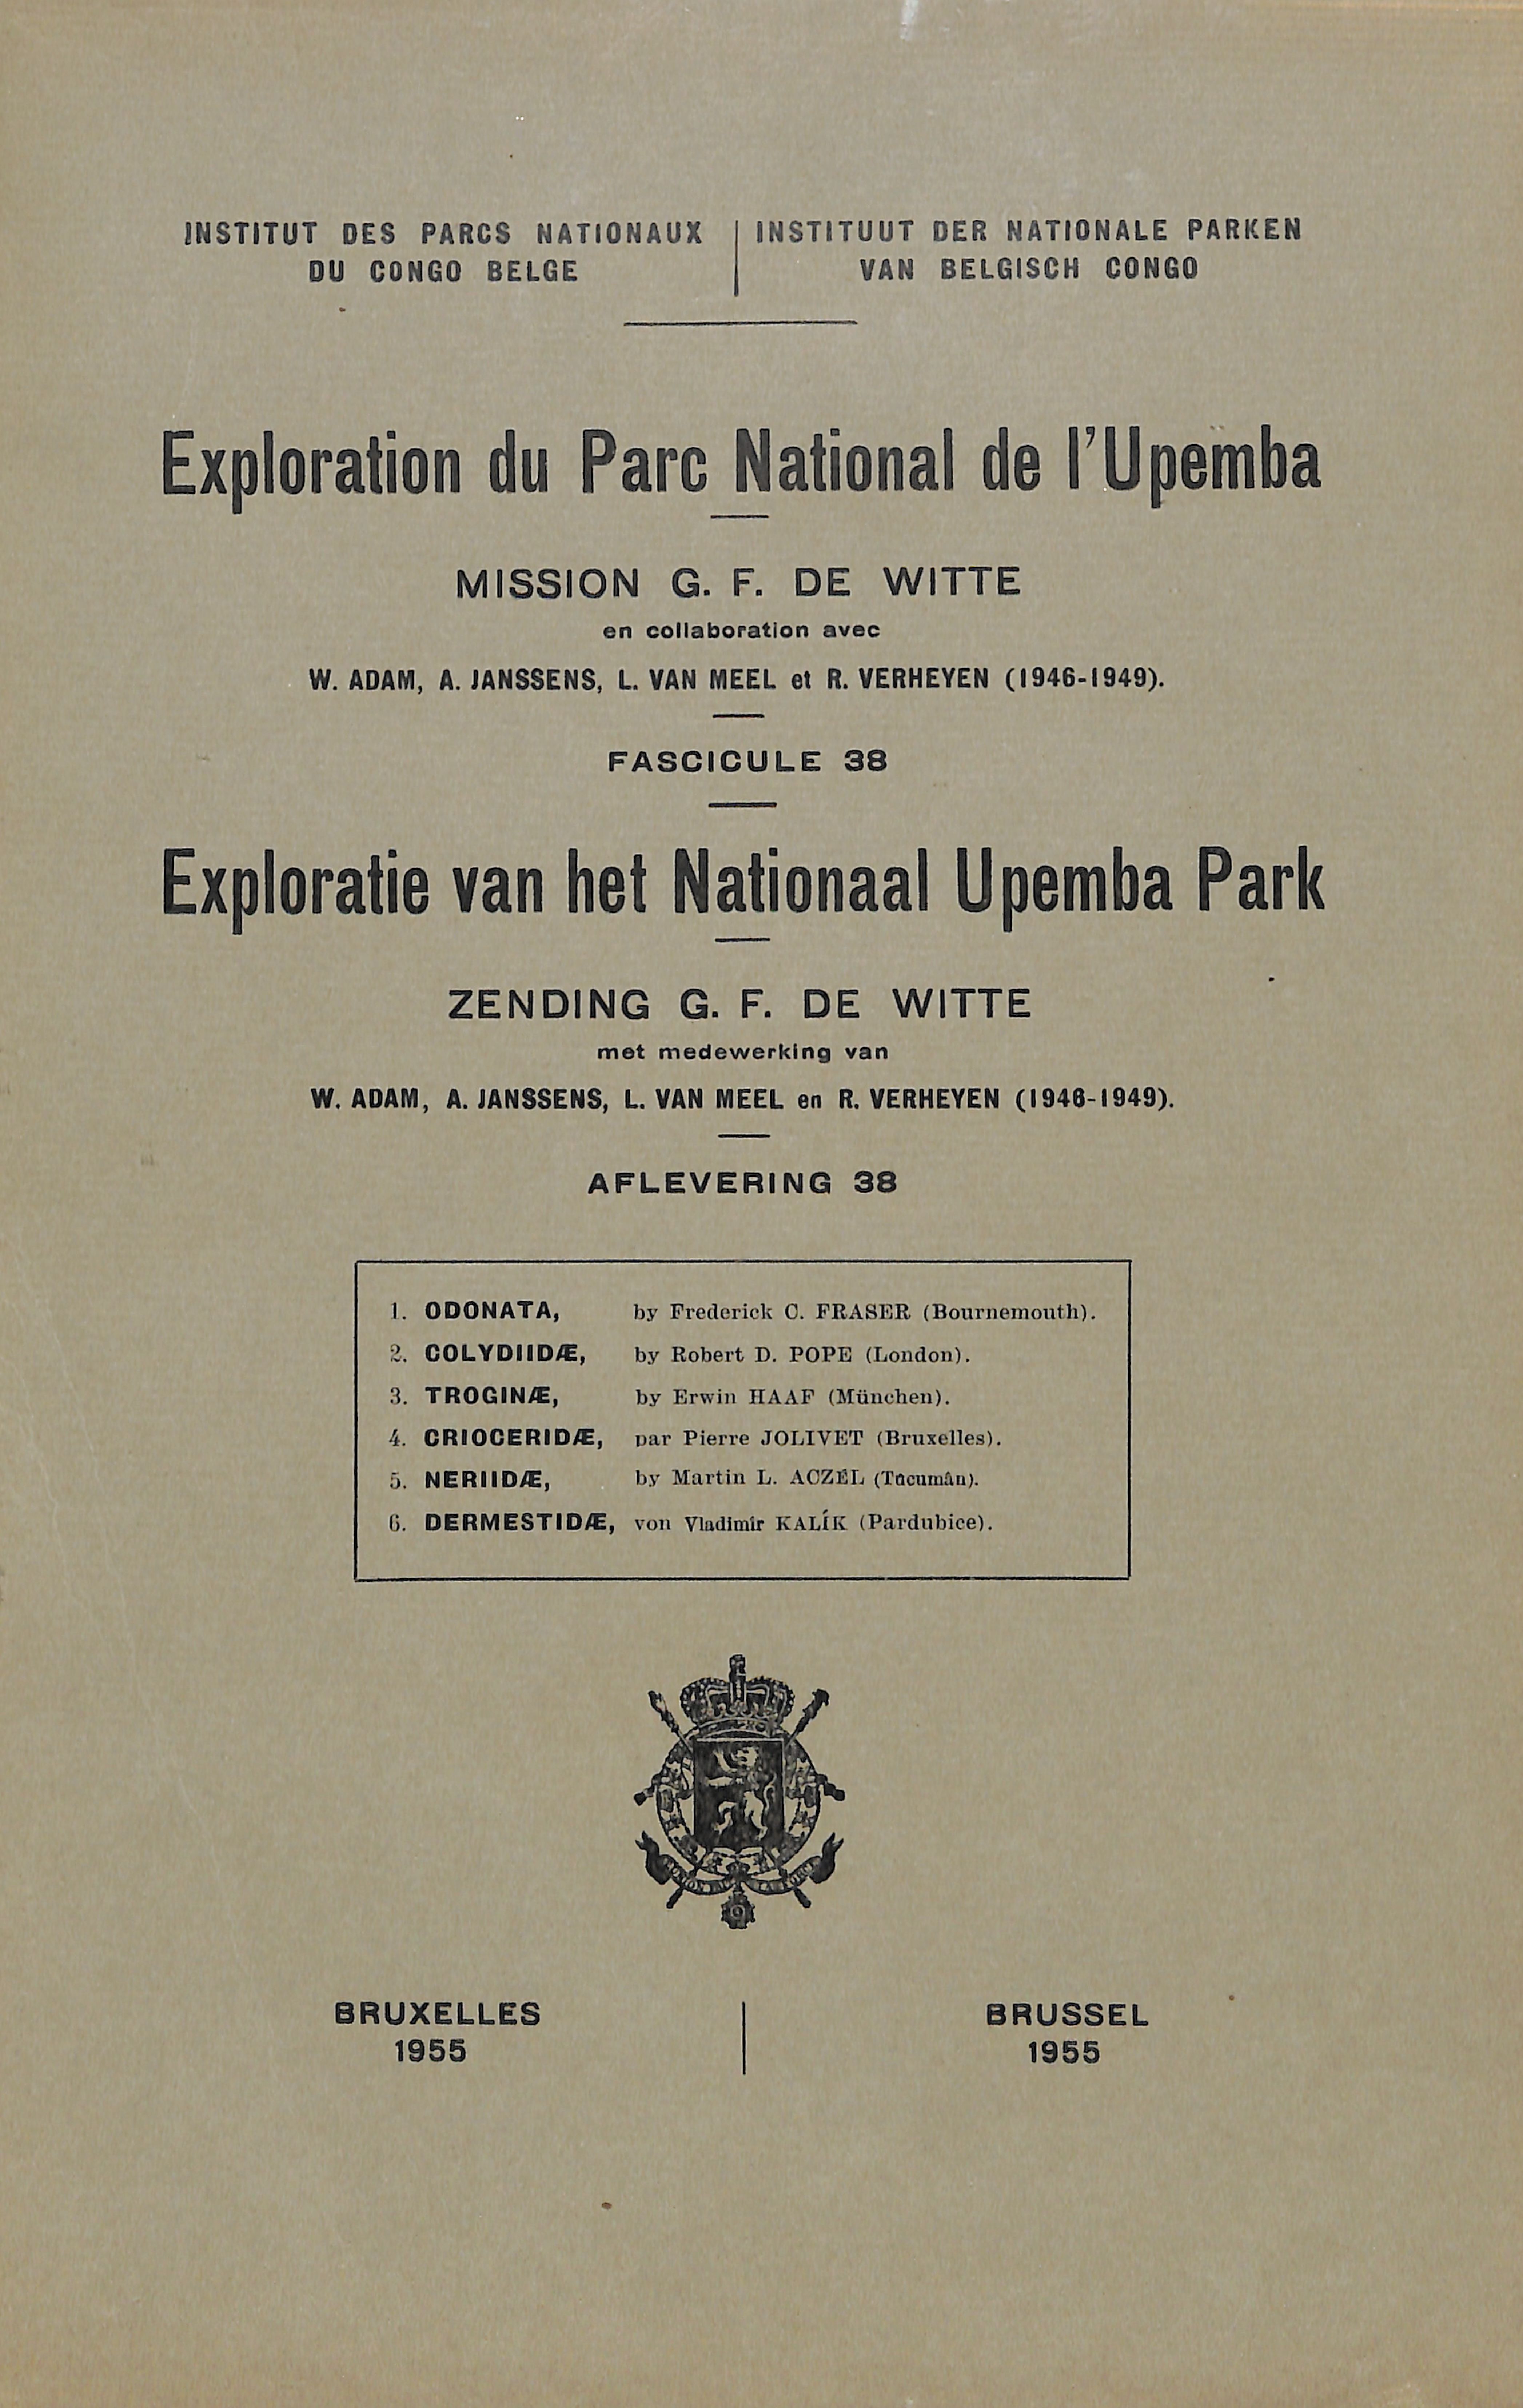 INSTITUT DES PARCS NATIONAUX
DU CONGO BELGE
INSTITUUT DER NATIONALE PARKEN
VAN BELGISCH CONGO
Exploration du Parc National de l'Upemba
MISSION G. F. DE WITTE
en collaboration avec
W. ADAM, A. JANSSENS, L. VAN MEEL et R. VERHEYEN (1946-1949).
FASCICULE 38
Exploratie van het Nationaal Upemba Park
ZENDING G. F. DE WITTE
met medewerking van
W. ADAM, A. JANSSENS, L. VAN MEEL en R. VERHEYEN (1946-1949).
AFLEVERING 38
1. ODONATA, by Frederick C. FRASER (Bournemouth).
2. COLYDIIDÆ, by Robert D. POPE (London).
3. TROGINÆ, by Erwin HAAF (München).
4. CRIOCERIDÆ, par Pierre JOLIVET (Bruxelles).
5. NERIIDÆ, by Martin L. ACZÉL (Tucumân).
6. DERMESTIDÆ, von Vladimír KALÍK (Pardubice).
BRUXELLES
1955
BRUSSEL
1955